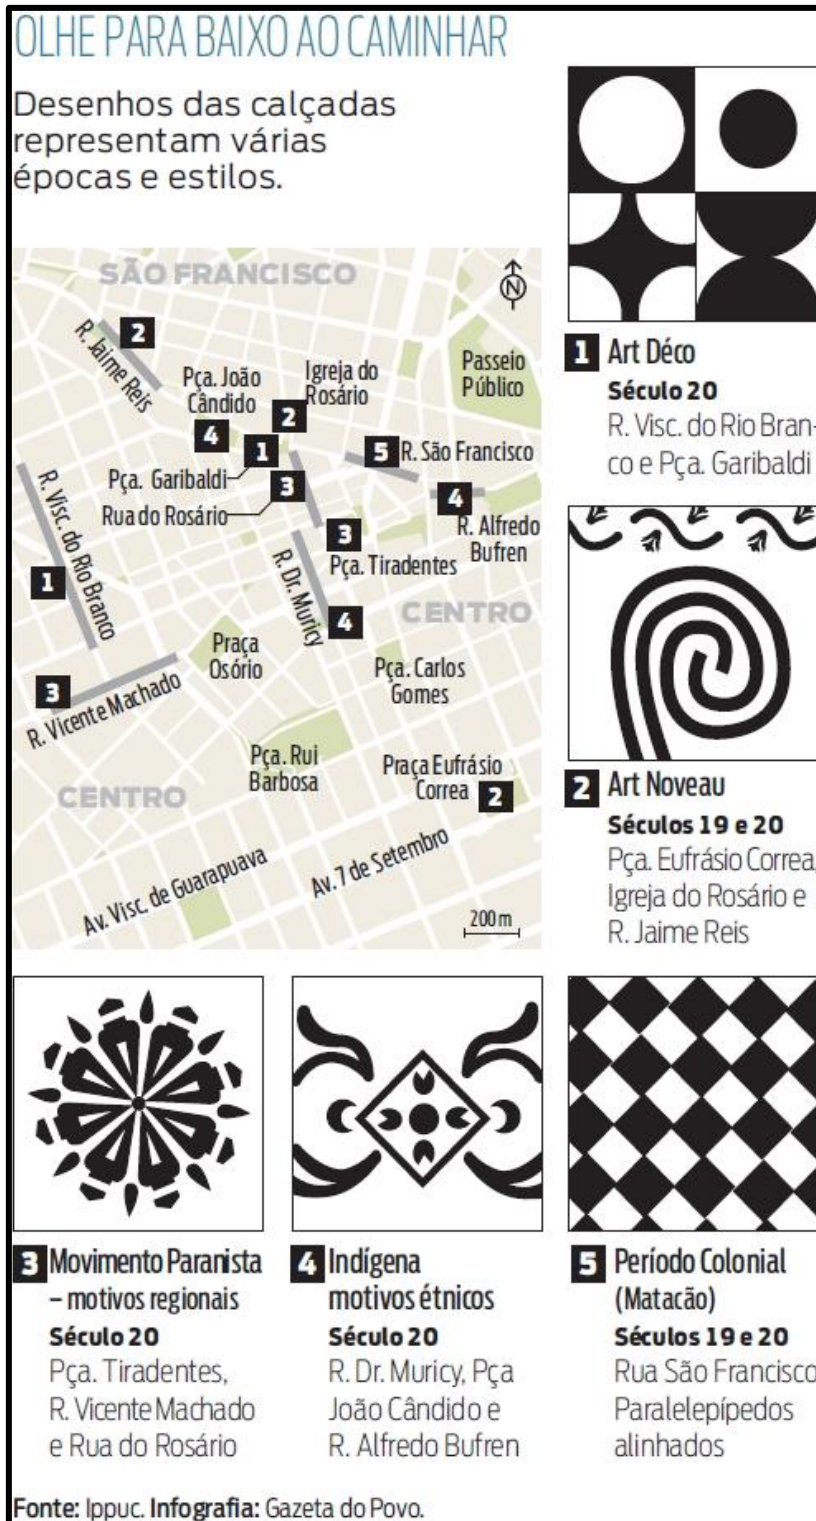 OLHE PARA BAIXO AO CAMINHAR
Desenhos das calçadas
representam várias
épocas e estilos.
SÃO FRANCISCO
N
2
R. Jaime Reis
Pça. João
Cândido
4
Igreja do
Rosário
2
Passeio
Público
1
Pça. Garibaldi
5
R. São Francisco
3
Rua do Rosário
4
R. Alfredo
Bufren
3
Pça. Tiradentes
R. Visc. do Rio Branco
1
R. Dr. Muricy
4
CENTRO
Praça
Osório
Pça. Carlos
Gomes
3
R. Vicente Machado
Pça. Rui
Barbosa
Praça Eufrásio
Correa
2
CENTRO
Av. Visc. de Guarapuava
Av. 7 de Setembro
200 m
1 Art Déco
Século 20
R. Visc. do Rio Bran-
co e Pça. Garibaldi
2 Art Noveau
Séculos 19 e 20
Pça. Eufrásio Correa,
Igreja do Rosário e
R. Jaime Reis
3 Movimento Paranista
– motivos regionais
Século 20
Pça. Tiradentes,
R. Vicente Machado
e Rua do Rosário
4 Indígena
motivos étnicos
Século 20
R. Dr. Muricy, Pça
João Cândido e
R. Alfredo Bufren
5 Período Colonial
(Matacão)
Séculos 19 e 20
Rua São Francisco
Paralelepípedos
alinhados
Fonte: Ippuc. Infografia: Gazeta do Povo.